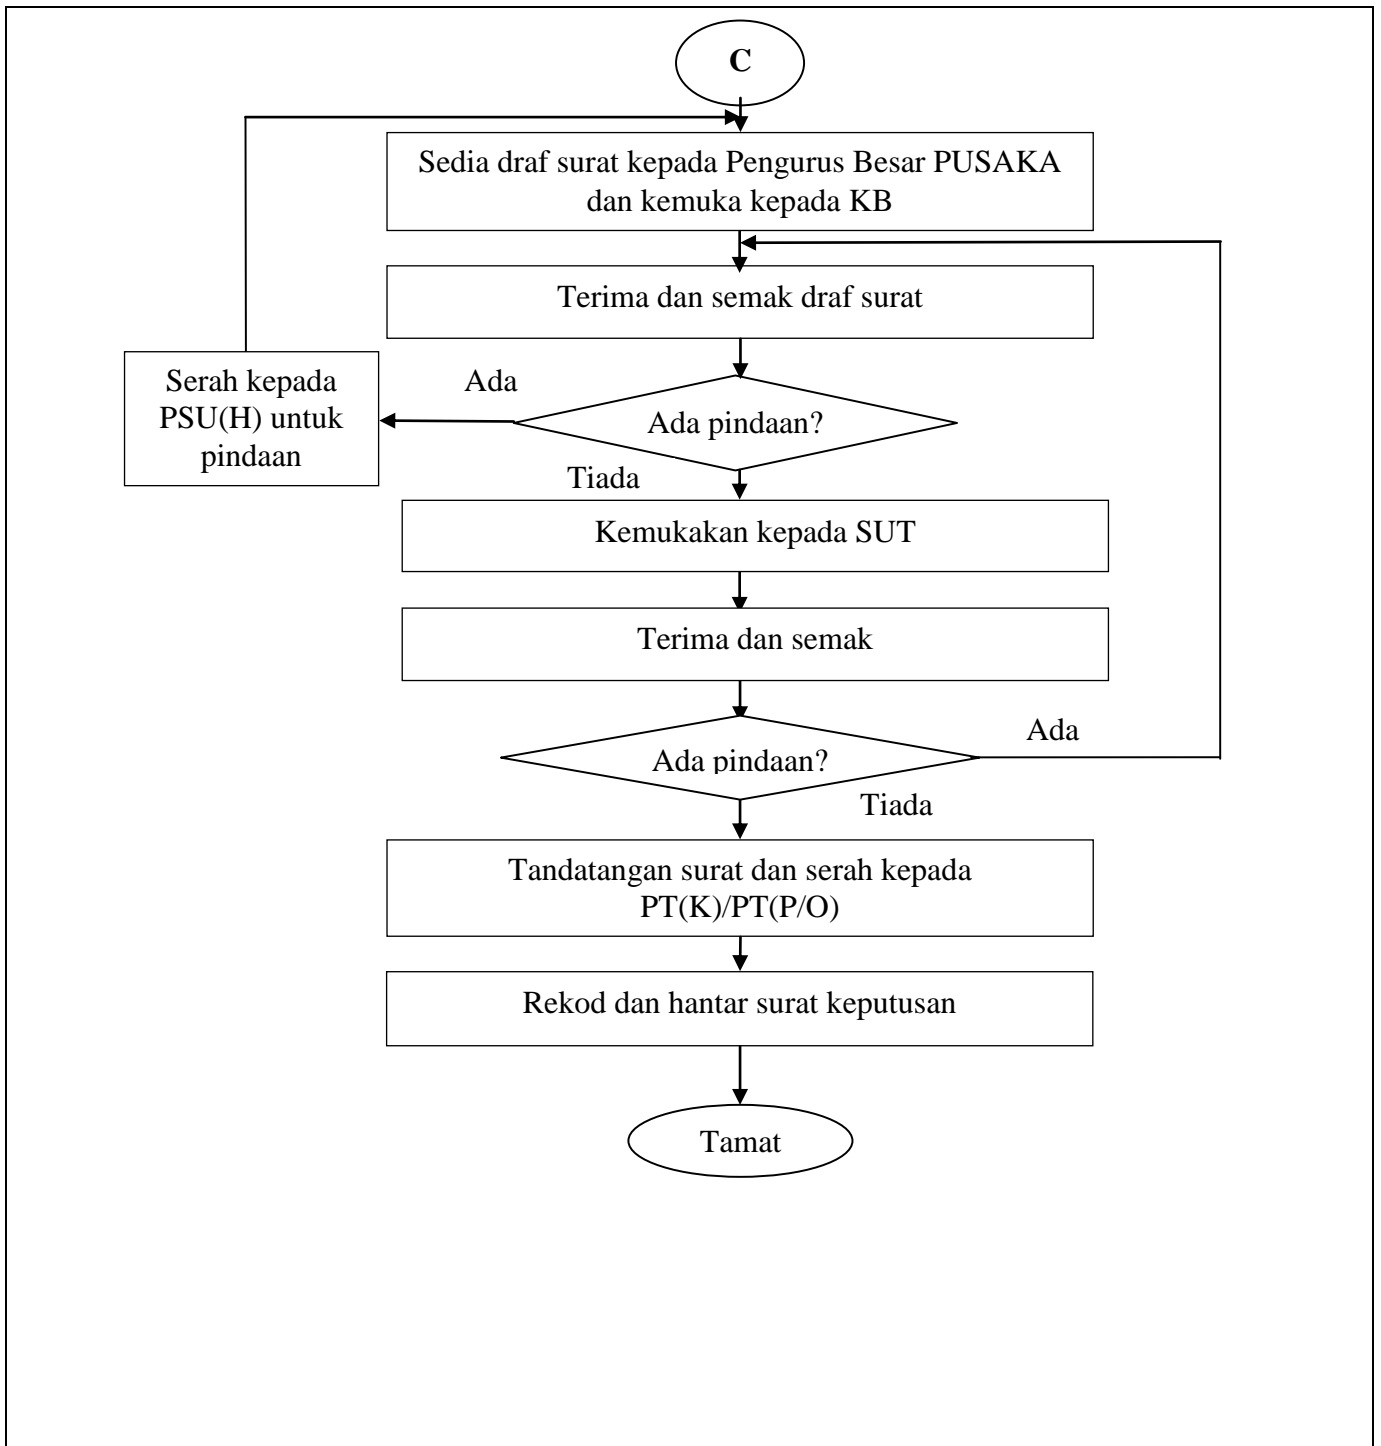 C
Sedia draf surat kepada Pengurus Besar PUSAKA
dan kemuka kepada KB
Terima dan semak draf surat
Serah kepada
PSU(H) untuk
pindaan
Ada
Ada pindaan?
Tiada
Kemukakan kepada SUT
Terima dan semak
Ada
Ada pindaan?
Tiada
Tandatangan surat dan serah kepada
PT(K)/PT(P/O)
Rekod dan hantar surat keputusan
Tamat